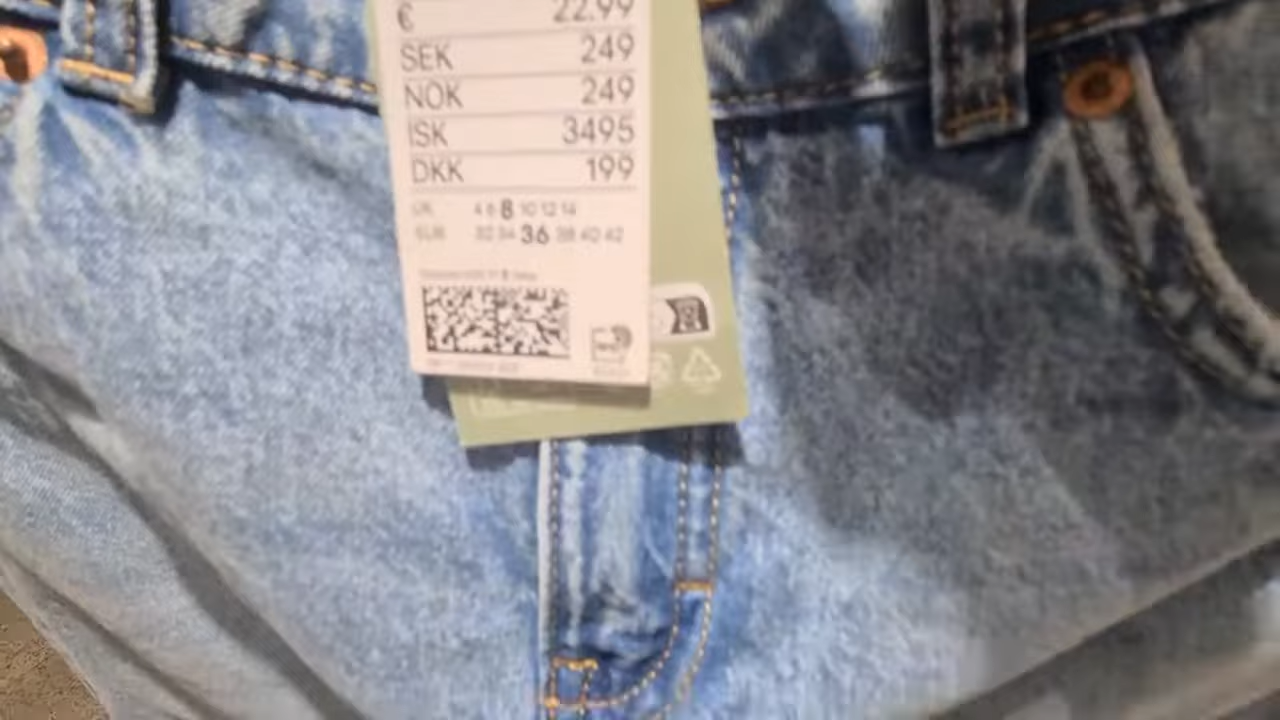 € 22.99
SEK 249
NOK 249
ISK 3495
DKK 199
UK 4 6 8 10 12 14
EUR 32 34 36 38 40 42